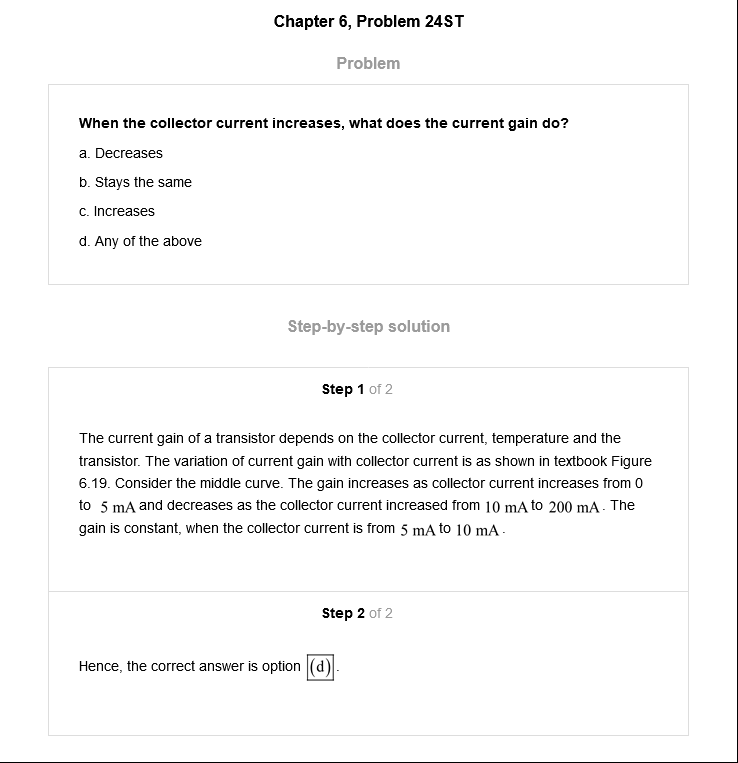 Chapter 6, Problem 24ST
Problem
When the collector current increases, what does the current gain do?
a. Decreases
b. Stays the same
c. Increases
d. Any of the above
Step-by-step solution
Step 1 of 2
The current gain of a transistor depends on the collector current, temperature and the
transistor. The variation of current gain with collector current is as shown in textbook Figure
6.19. Consider the middle curve. The gain increases as collector current increases from 0
to 5 mA and decreases as the collector current increased from 10 mA to 200 mA. The
gain is constant, when the collector current is from 5 mA to 10 mA.
Step 2 of 2
Hence, the correct answer is option (d).